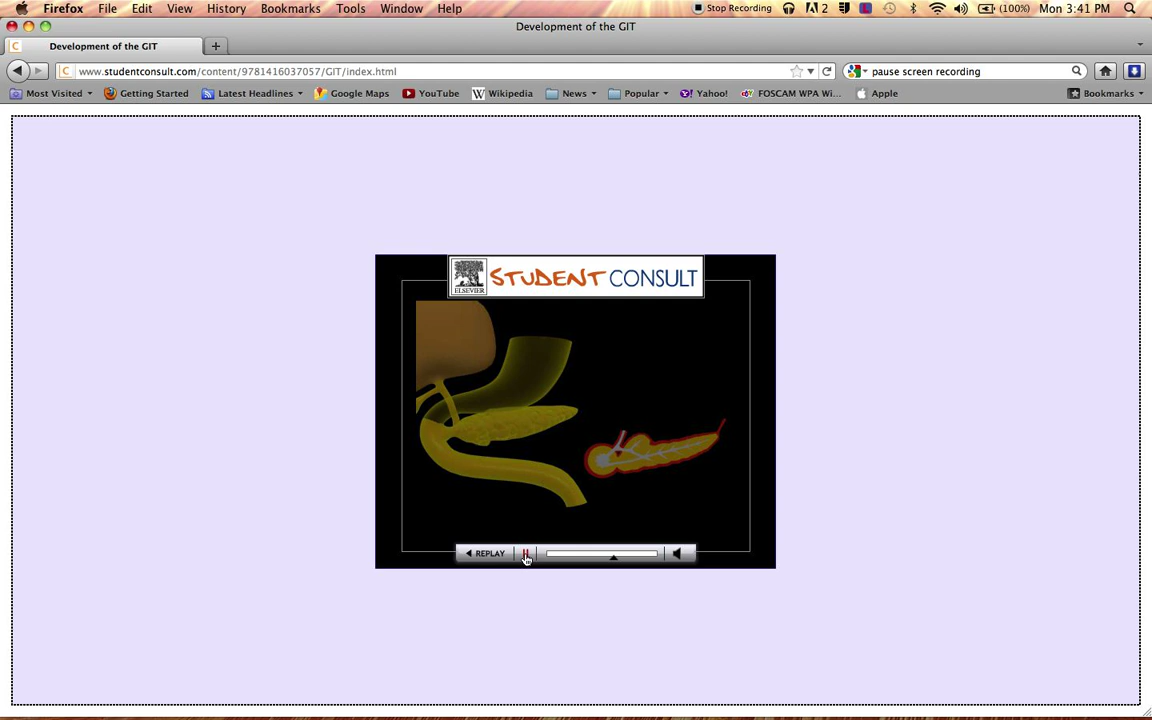 Firefox File Edit View History Bookmarks Tools Window Help Stop Recording 2 (100%) Mon 3:41 PM
Development of the GIT
Development of the GIT
www.studentconsult.com/content/9781416037057/GIT/index.html pause screen recording
Most Visited Getting Started Latest Headlines Google Maps YouTube Wikipedia News Popular Yahoo! FOSCAM WPA Wi... Apple Bookmarks
ELSEVIER STUDENT CONSULT
REPLAY